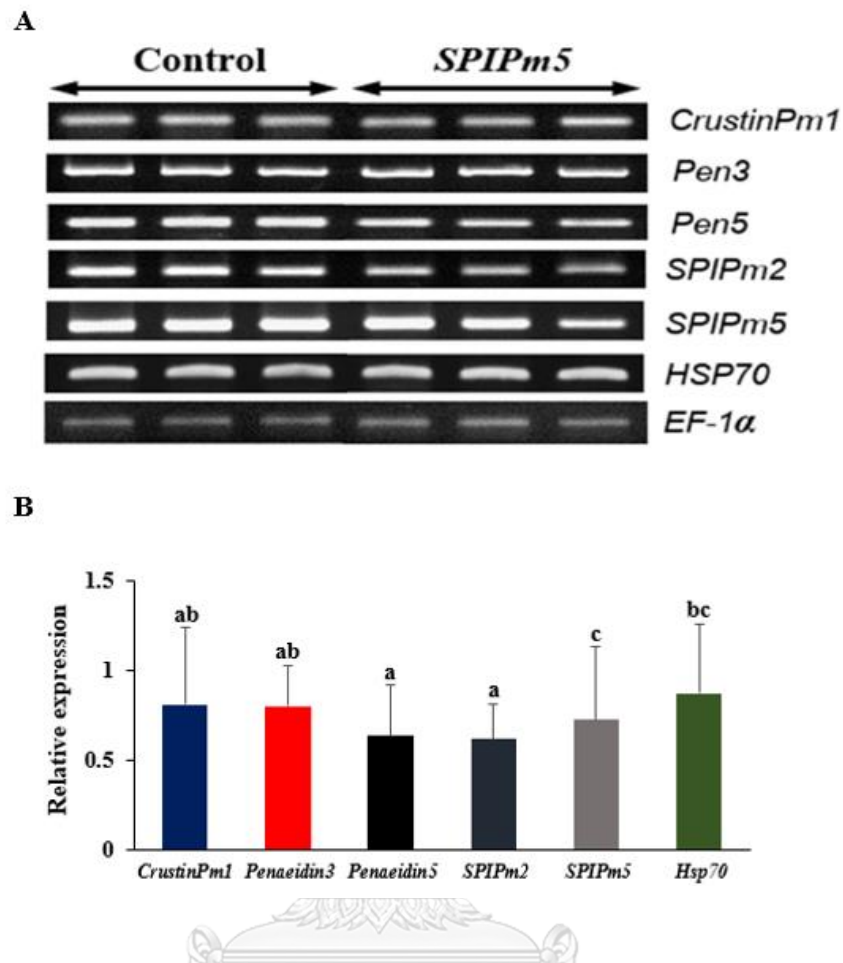 A
Control SPIPm5
CrustinPm1
Pen3
Pen5
SPIPm2
SPIPm5
HSP70
EF-1α
B
1.5
1
0.5
0
Relative expression
ab
ab
a
a
c
bc
CrustinPm1 Penaeidin3 Penaeidin5 SPIPm2 SPIPm5 Hsp70